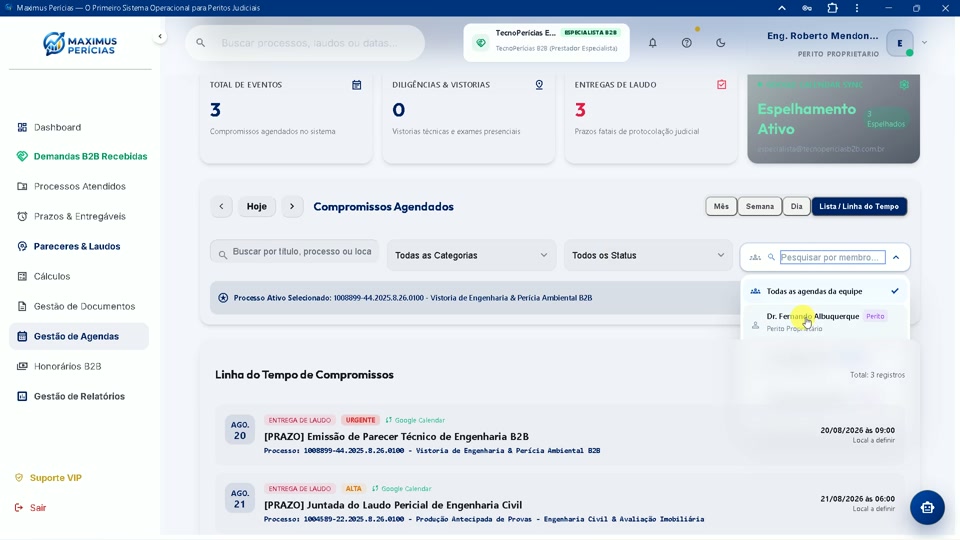 Maximus Perícias — O Primeiro Sistema Operacional para Peritos Judiciais
MAXIMUS
PERÍCIAS
Buscar processos, laudos ou datas...
TecnoPerícias E... ESPECIALISTA B2B
TecnoPerícias B2B (Prestador Especialista)
Eng. Roberto Mendon...
PERITO PROPRIETÁRIO
E
Dashboard
Demandas B2B Recebidas
Processos Atendidos
Prazos & Entregáveis
Pareceres & Laudos
Cálculos
Gestão de Documentos
Gestão de Agendas
Honorários B2B
Gestão de Relatórios
Suporte VIP
Sair
TOTAL DE EVENTOS
3
Compromissos agendados no sistema
DILIGÊNCIAS & VISTORIAS
0
Vistorias técnicas e exames presenciais
ENTREGAS DE LAUDO
3
Prazos fatais de protocolação judicial
Espelhamento
Ativo
3
Espelhados
especialista@tecnopericiasb2b.com.br
Hoje
Compromissos Agendados
Mês
Semana
Dia
Lista / Linha do Tempo
Buscar por título, processo ou loca
Todas as Categorias
Todos os Status
Pesquisar por membro...
Todas as agendas da equipe
Dr. Fernando Albuquerque Perito
Perito Proprietário
Processo Ativo Selecionado: 1008899-44.2025.8.26.0100 - Vistoria de Engenharia & Perícia Ambiental B2B
Linha do Tempo de Compromissos
Total: 3 registros
AGO.
20
ENTREGA DE LAUDO URGENTE Google Calendar
[PRAZO] Emissão de Parecer Técnico de Engenharia B2B
Processo: 1008899-44.2025.8.26.0100 - Vistoria de Engenharia & Perícia Ambiental B2B
20/08/2026 às 09:00
Local a definir
AGO.
21
ENTREGA DE LAUDO ALTA Google Calendar
[PRAZO] Juntada do Laudo Pericial de Engenharia Civil
Processo: 1004589-22.2025.8.26.0100 - Produção Antecipada de Provas - Engenharia Civil & Avaliação Imobiliária
21/08/2026 às 06:00
Local a definir